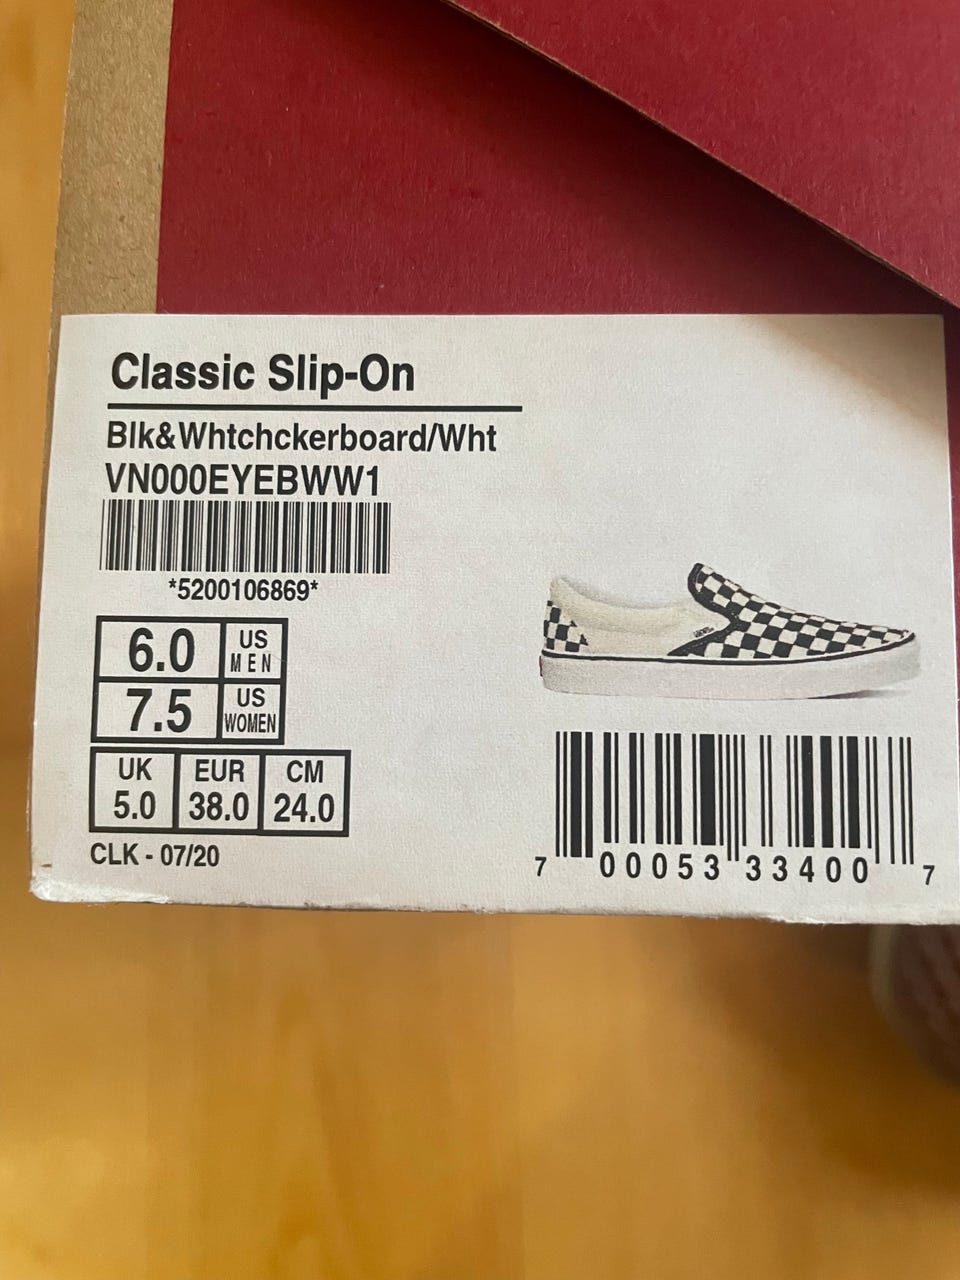 Classic Slip-On
Blk&Whtchckerboard/Wht
VN000EYEBWW1
*5200106869*
6.0 US MEN
7.5 US WOMEN
UK EUR CM
5.0 38.0 24.0
CLK - 07/20
VANS
7 00053 33400 7